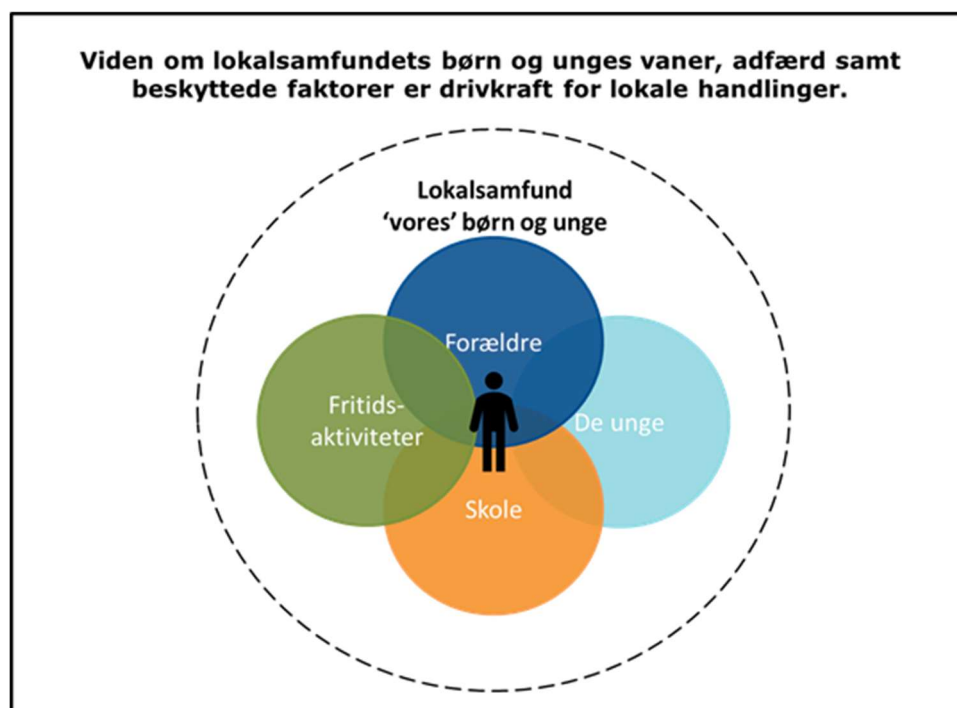 Viden om lokalsamfundets børn og unges vaner, adfærd samt
beskyttede faktorer er drivkraft for lokale handlinger.
Lokalsamfund
‘vores’ børn og unge
Forældre
Fritids-
aktiviteter
De unge
Skole